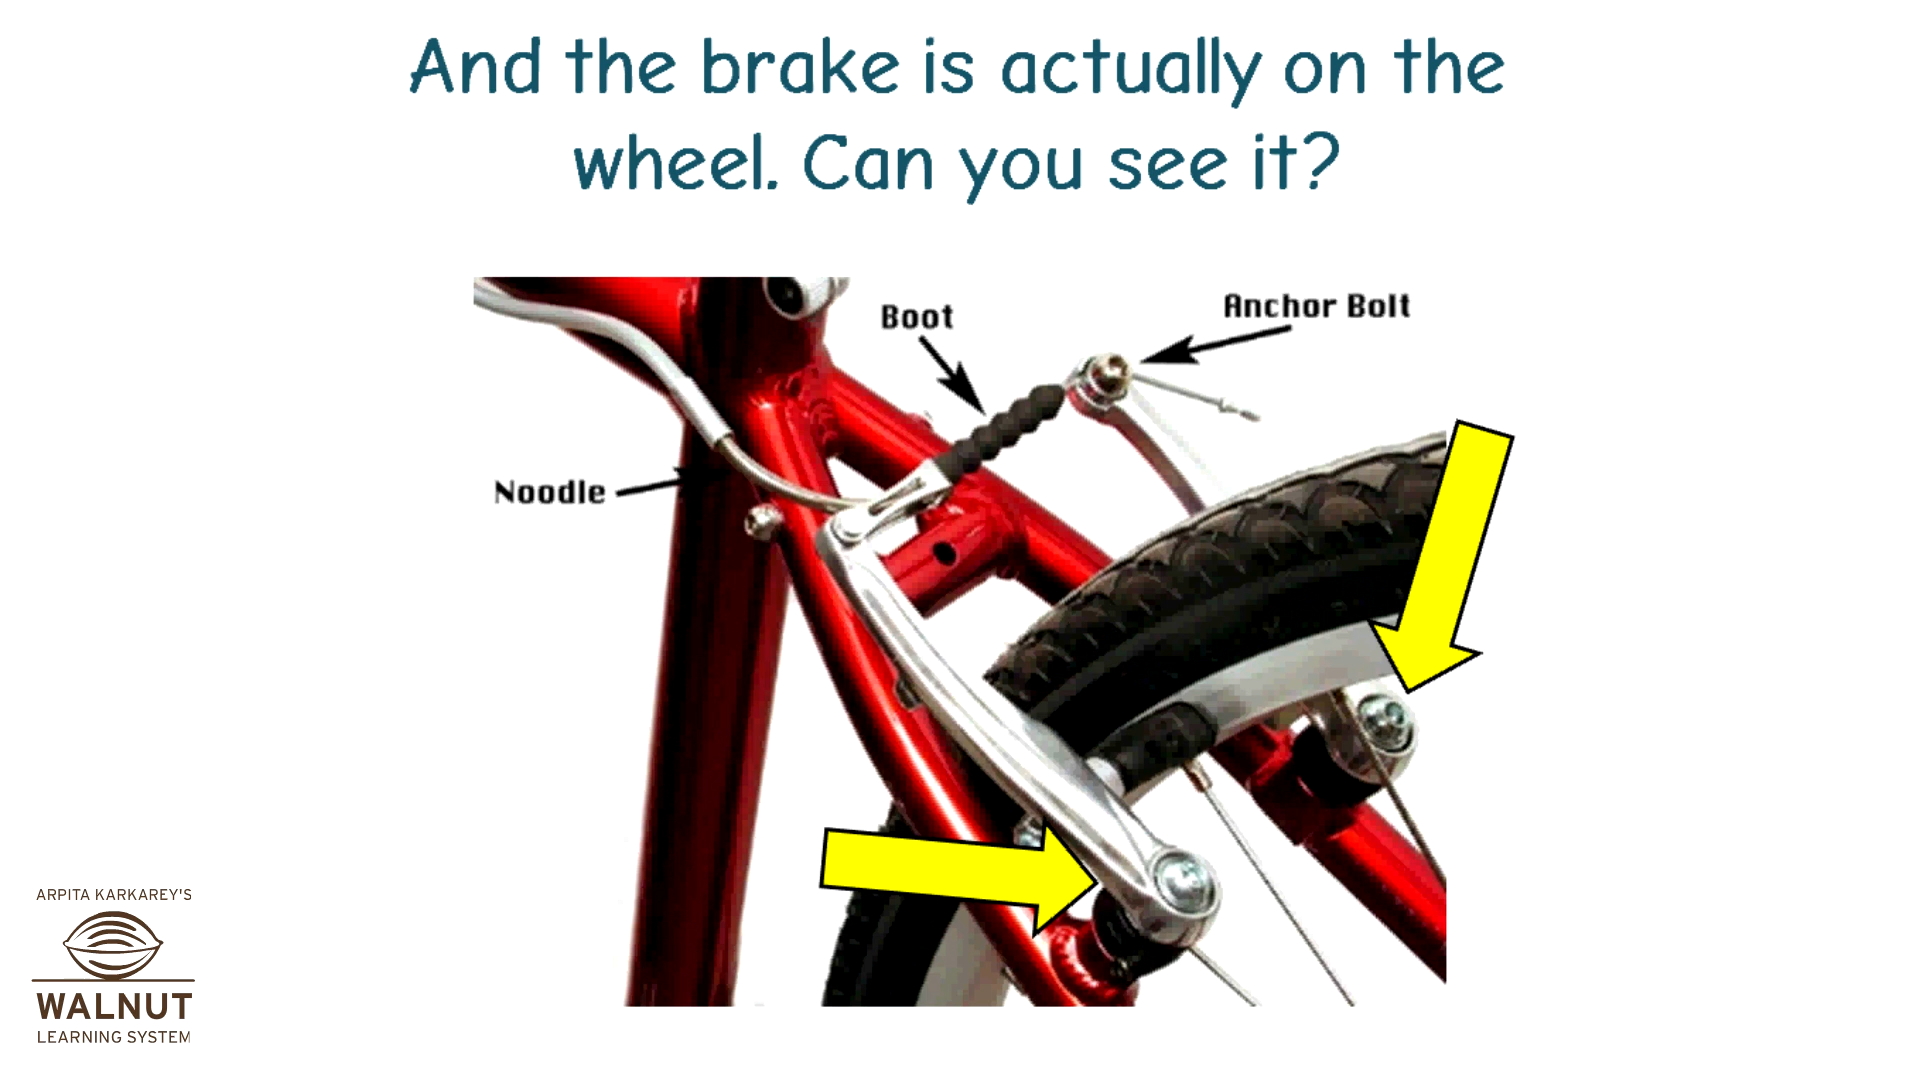 And the brake is actually on the
wheel. Can you see it?
Boot
Anchor Bolt
Noodle
ARPITA KARKAREY'S
WALNUT
LEARNING SYSTEM